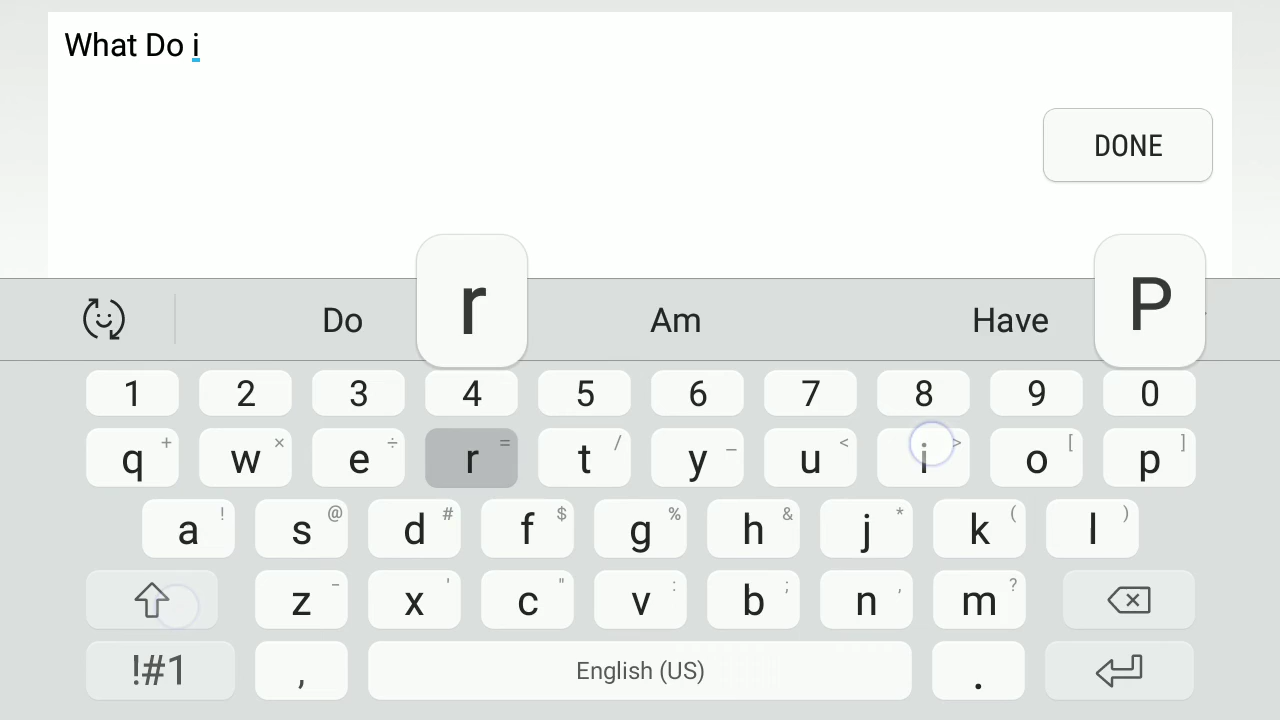 What Do i
DONE
r P
Do Am Have
1 2 3 4 5 6 7 8 9 0
q + w × e ÷ r = t / y _ u < i > o [ p ]
a ! s @ d # f $ g % h & j * k ( l )
z - x ' c " v : b ; n , m ?
!#1 , English (US) .